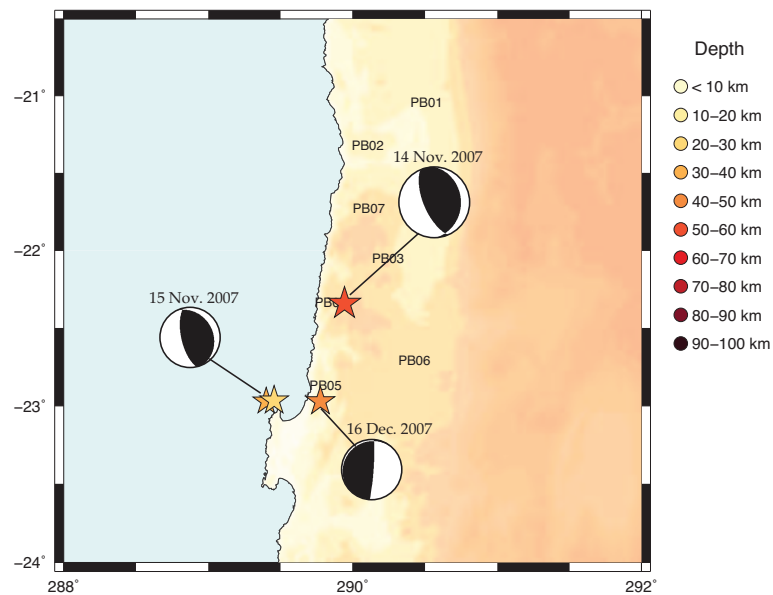 Depth
< 10 km
10–20 km
20–30 km
30–40 km
40–50 km
50–60 km
60–70 km
70–80 km
80–90 km
90–100 km
−21°
−22°
−23°
−24°
288°
290°
292°
PB01
PB02
14 Nov. 2007
PB07
PB03
15 Nov. 2007
PB06
PB05
16 Dec. 2007